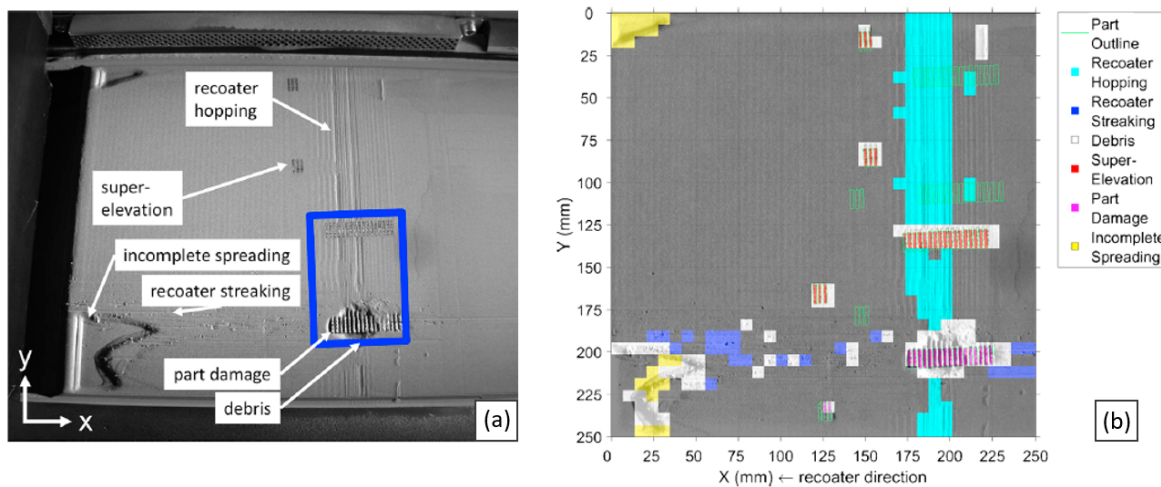 recoater
hopping
super-
elevation
incomplete spreading
recoater streaking
part damage
debris
y
x
(a)
0
25
50
75
100
125
150
175
200
225
250
Y (mm)
0 25 50 75 100 125 150 175 200 225 250
X (mm) ← recoater direction
Part
Outline
Recoater
Hopping
Recoater
Streaking
Debris
Super-
Elevation
Part
Damage
Incomplete
Spreading
(b)